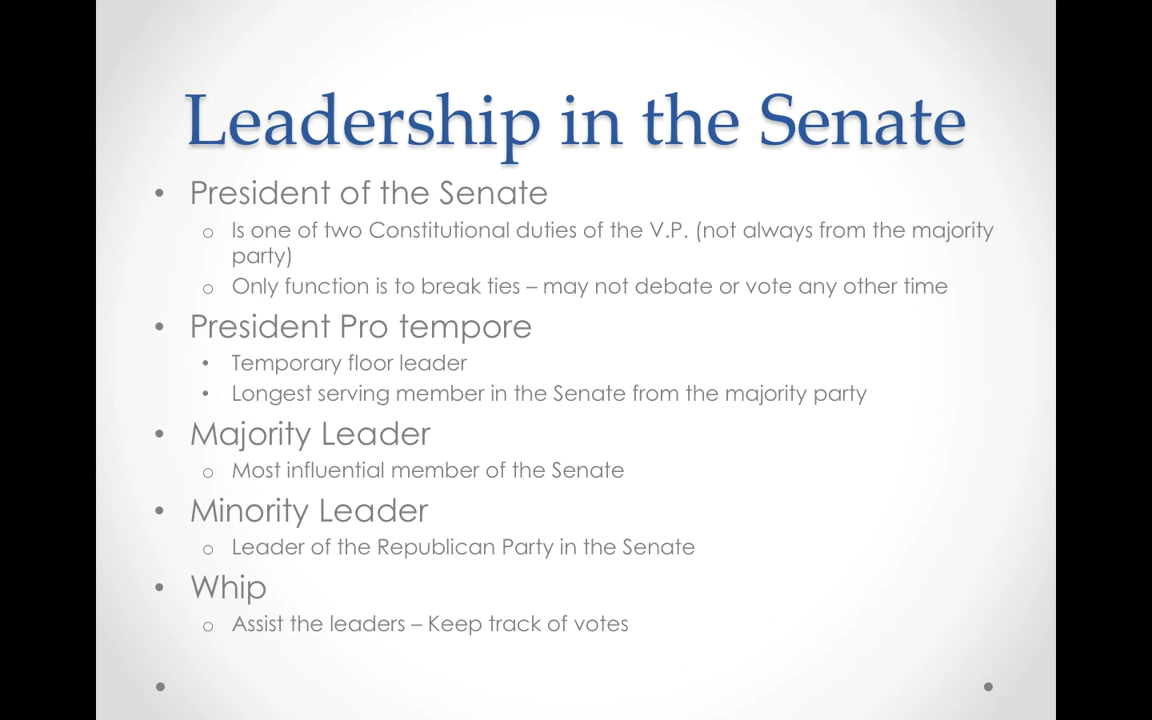 Leadership in the Senate
• President of the Senate
o Is one of two Constitutional duties of the V.P. (not always from the majority
party)
o Only function is to break ties – may not debate or vote any other time
• President Pro tempore
• Temporary floor leader
• Longest serving member in the Senate from the majority party
• Majority Leader
o Most influential member of the Senate
• Minority Leader
o Leader of the Republican Party in the Senate
• Whip
o Assist the leaders – Keep track of votes